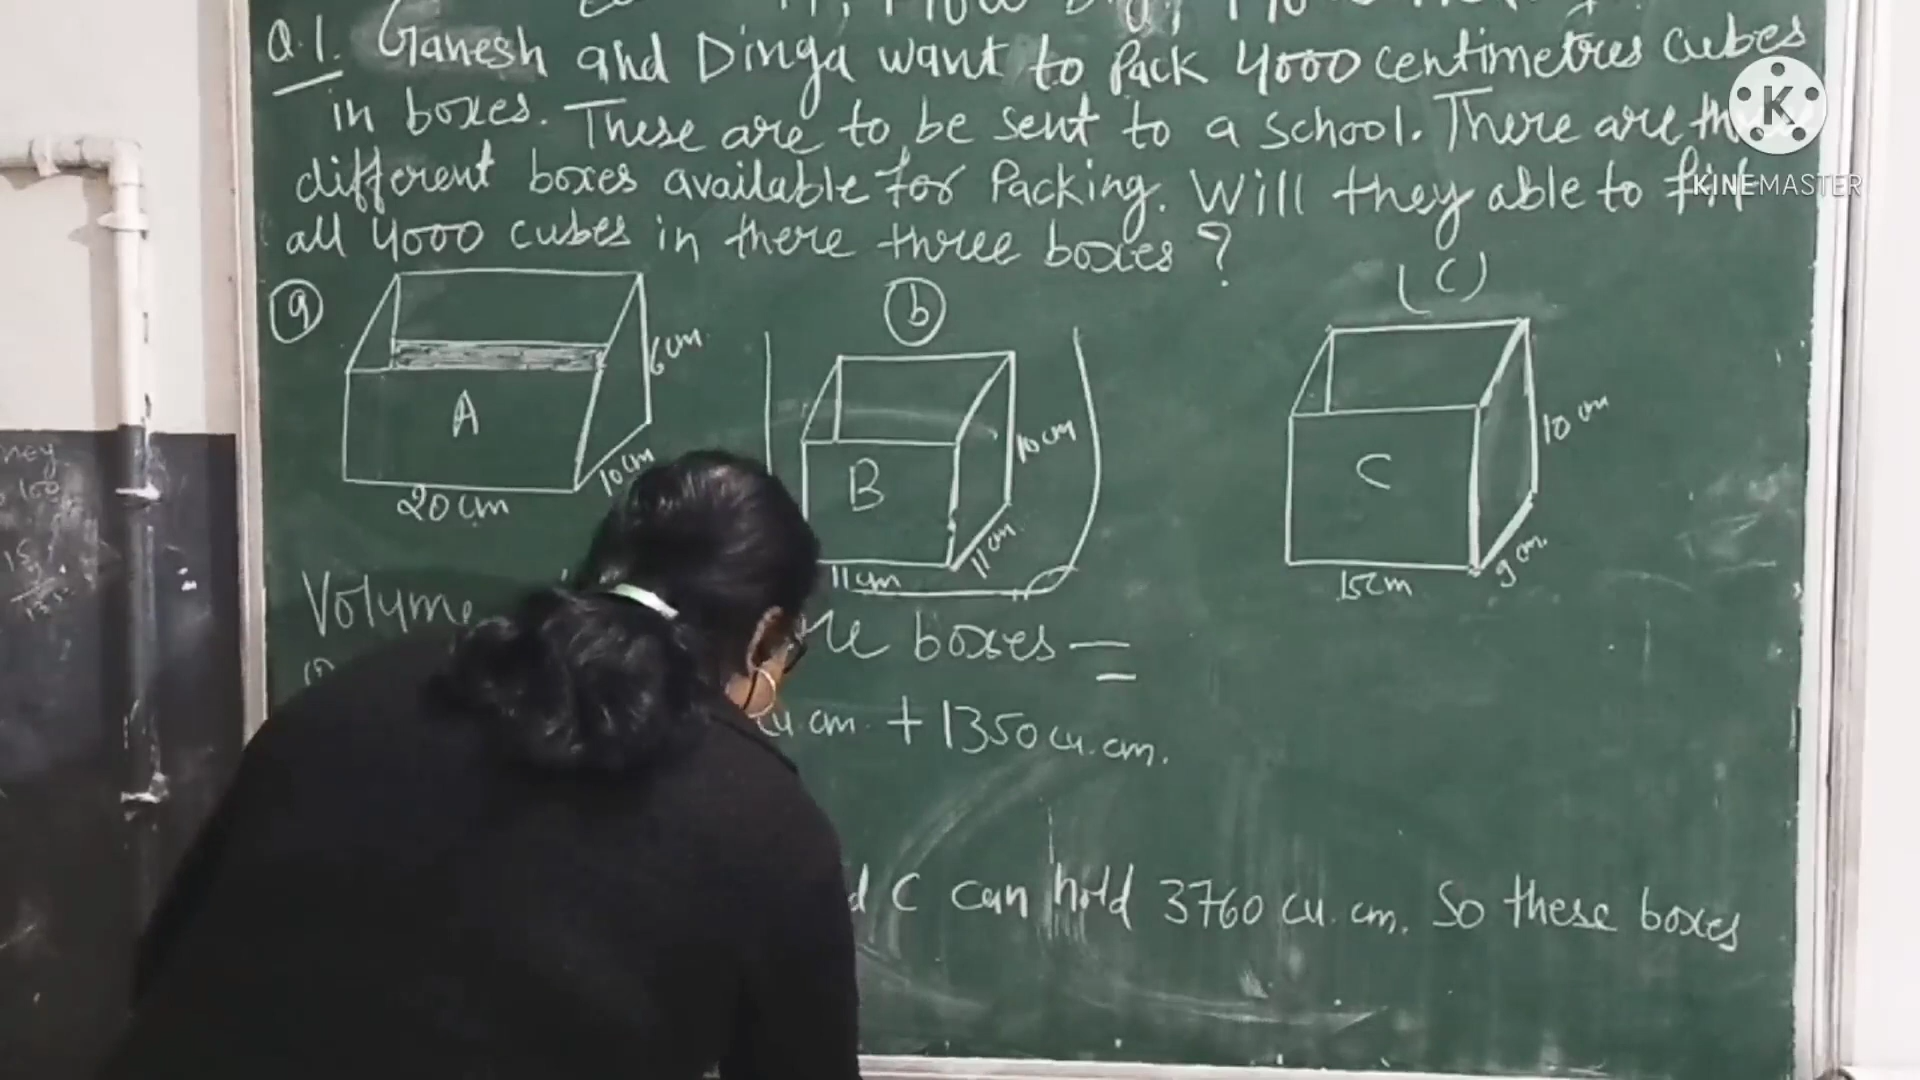 Q.1. Ganesh and Dinga want to Pack 4000 centimetres cubes
in boxes. These are to be sent to a school. There are
different boxes available for Packing. Will they able to
all 4000 cubes in there three boxes ?
K
KINEMASTER
a
b
(C)
A
6 cm
10 cm
20 cm
B
10 cm
11 cm
11 cm
C
10 cm
9 cm.
15 cm
Volume
boxes =
cu. cm. + 1350 cu. cm.
C can hold 3760 cu. cm. So these boxes